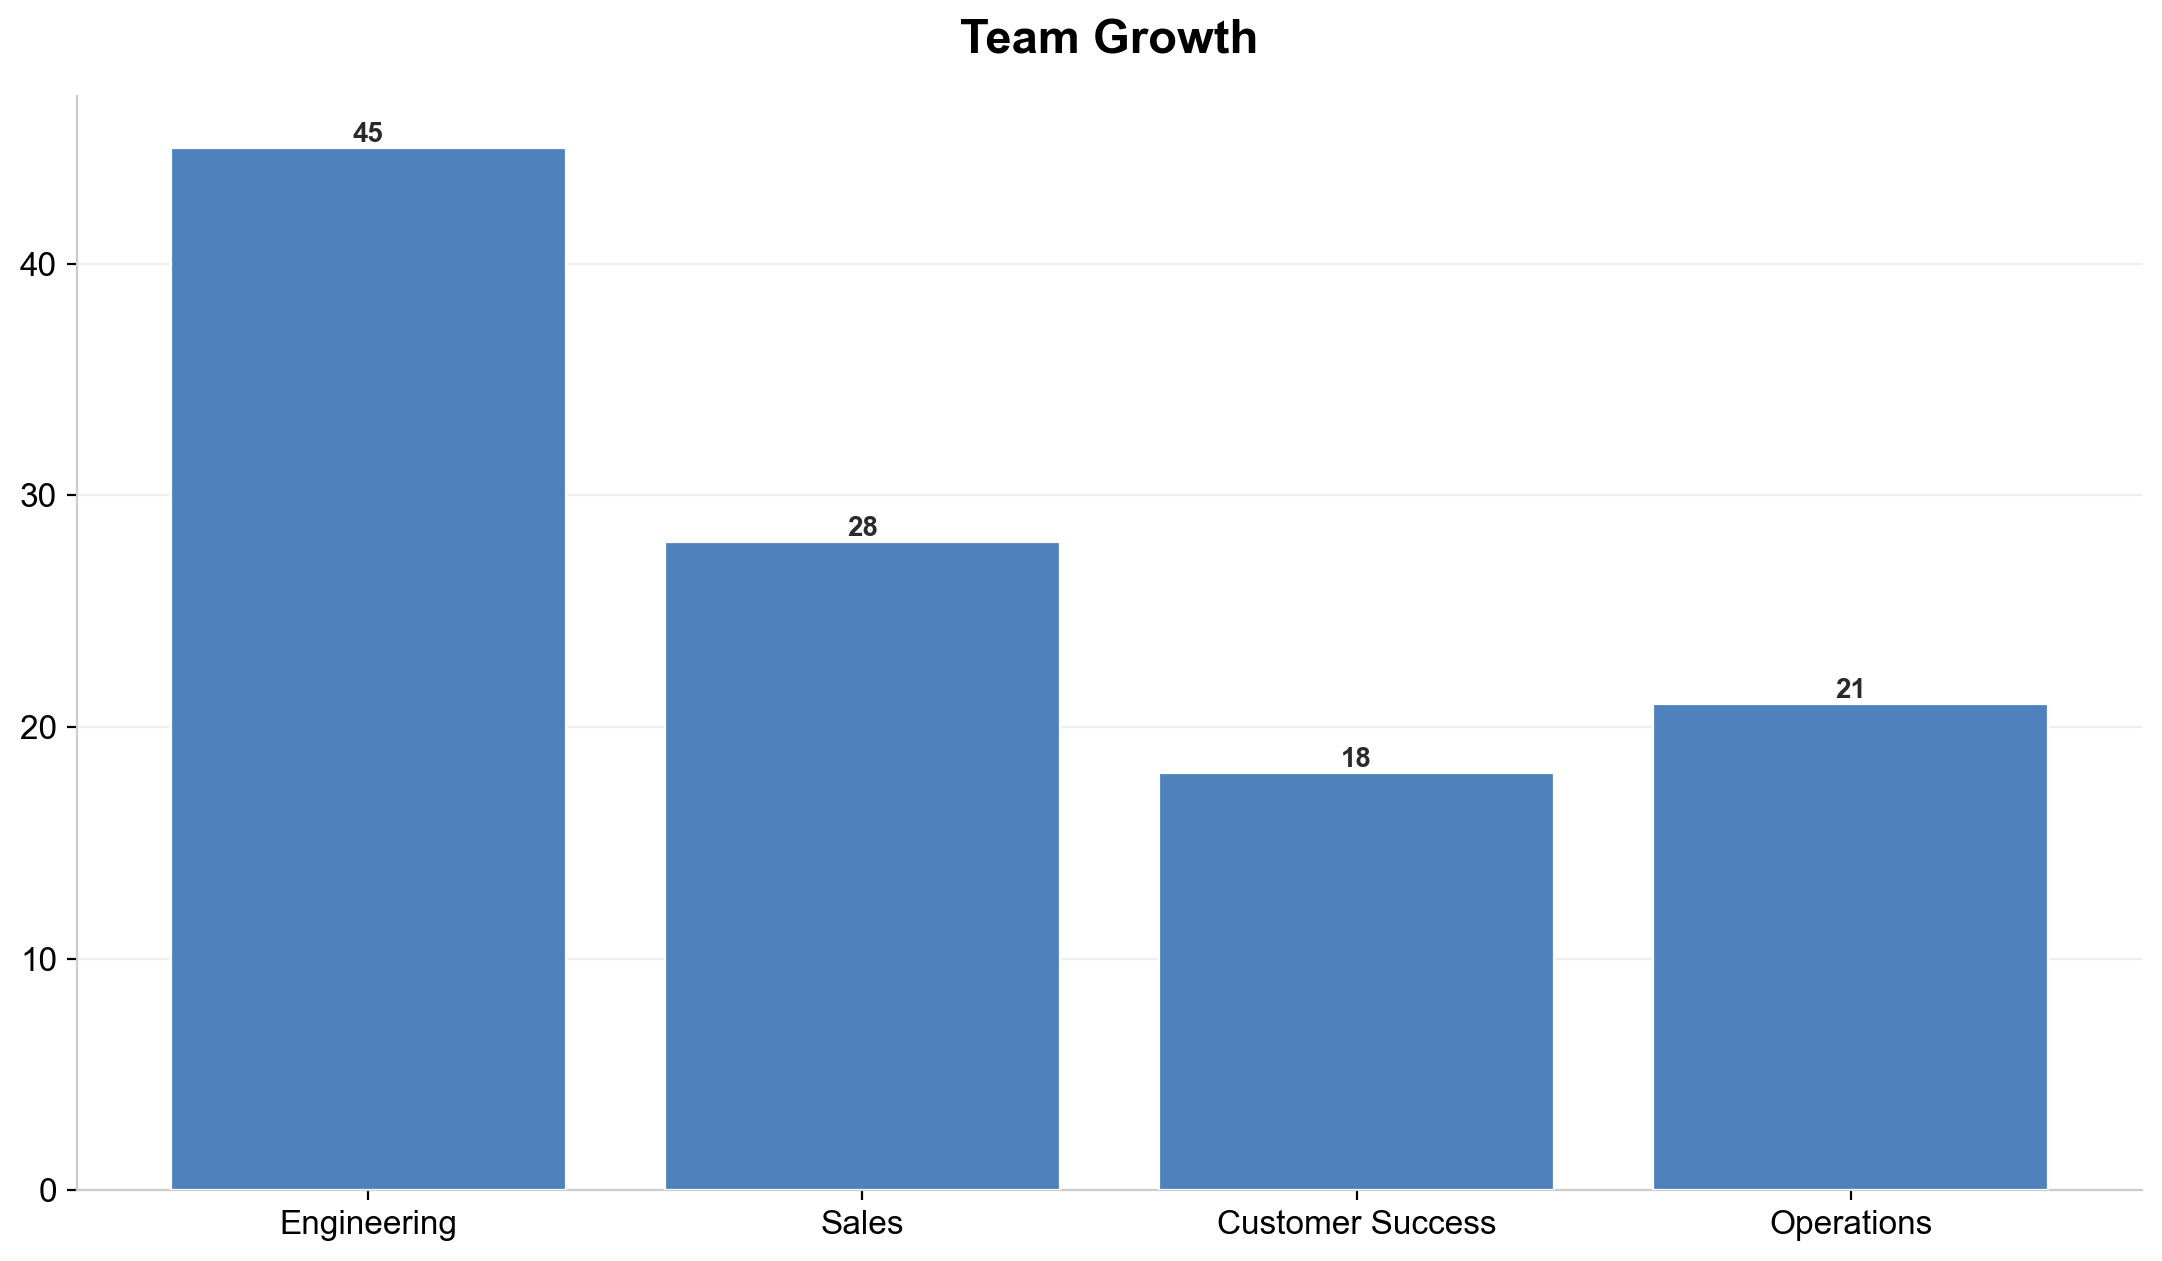 Team Growth
45
28
18
21
40
30
20
10
0
Engineering
Sales
Customer Success
Operations